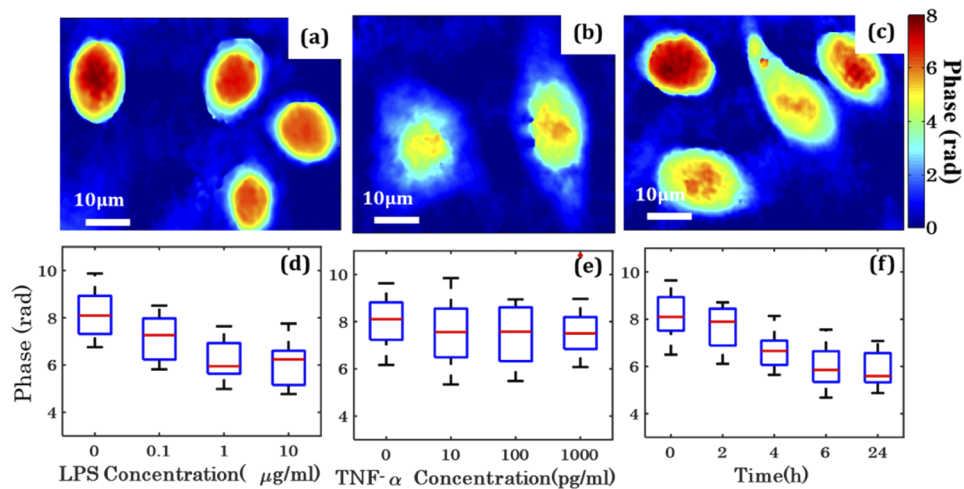 (a)
(b)
(c)
10μm
10μm
10μm
8
6
4
2
0
Phase (rad)
(d)
(e)
(f)
Phase (rad)
10
8
6
4
0 0.1 1 10
LPS Concentration( μg/ml)
10
8
6
4
0 10 100 1000
TNF-α Concentration(pg/ml)
10
8
6
4
0 2 4 6 24
Time(h)